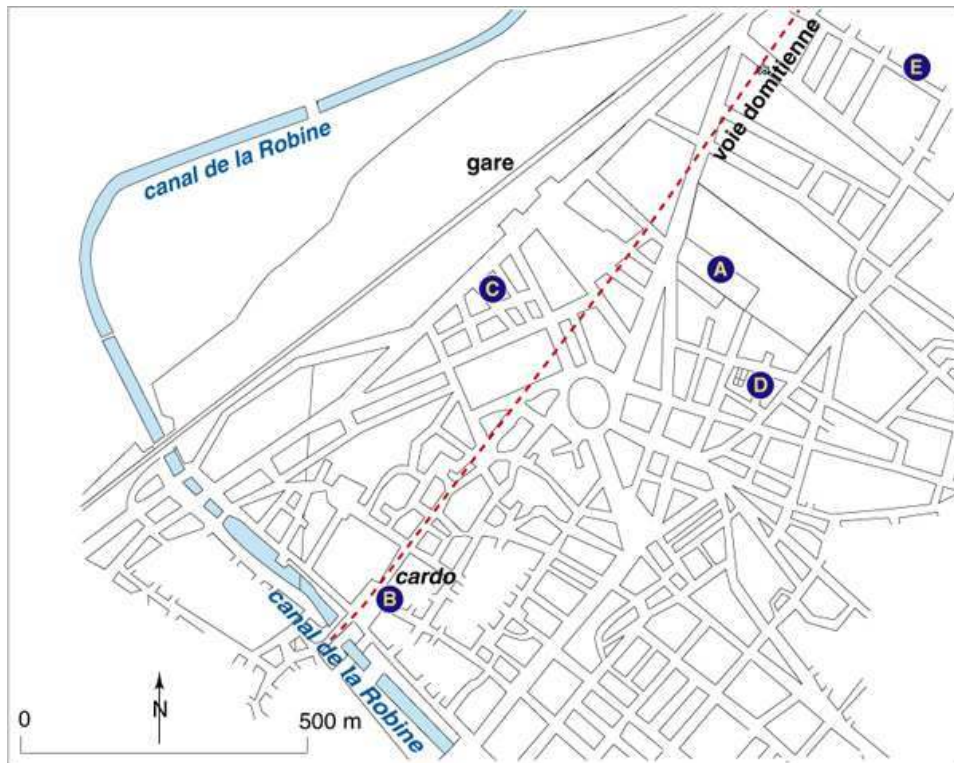 voie domitienne
E
canal de la Robine
gare
A
C
D
cardo
B
canal de la Robine
N
0
500 m